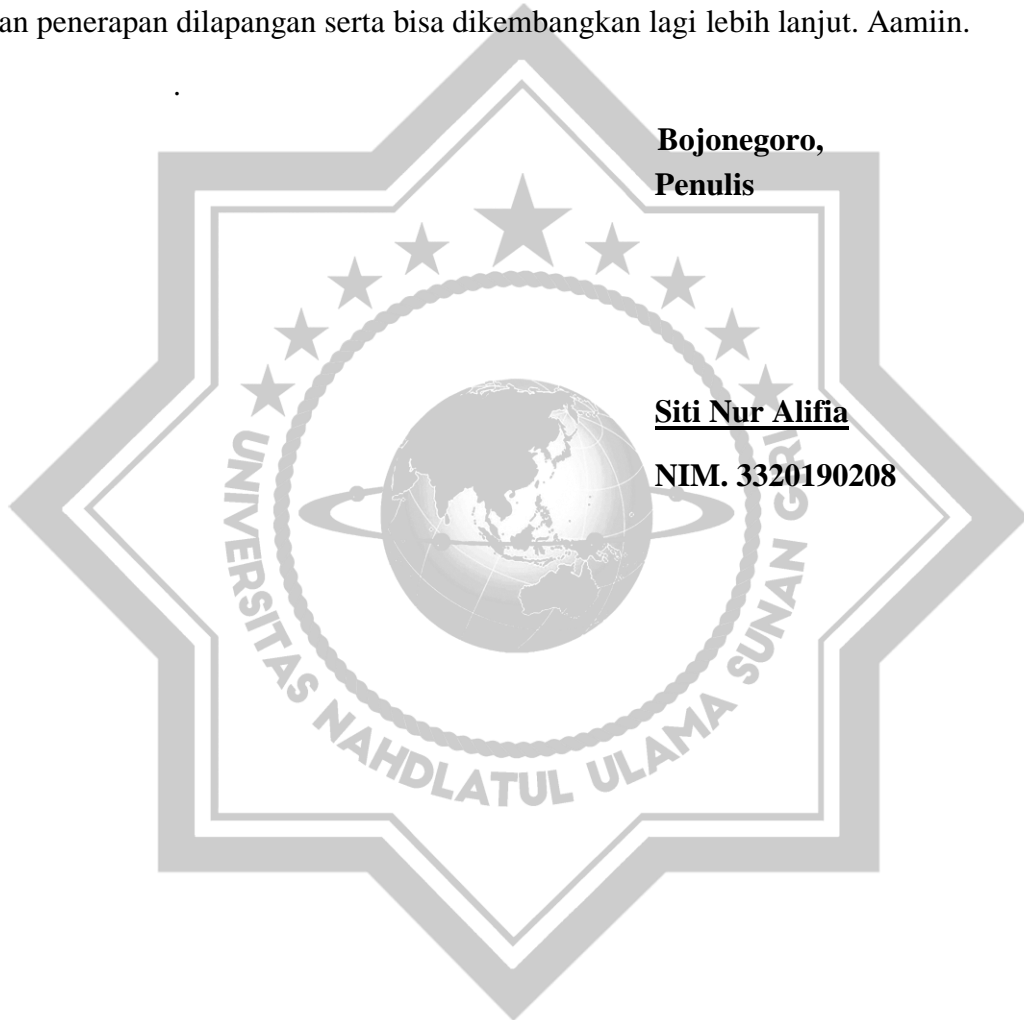 an penerapan dilapangan serta bisa dikembangkan lagi lebih lanjut. Aamiin.
.
Bojonegoro,
Penulis
Siti Nur Alifia
NIM. 3320190208
UNIVERSITAS NAHDLATUL ULAMA SUNAN GIRI